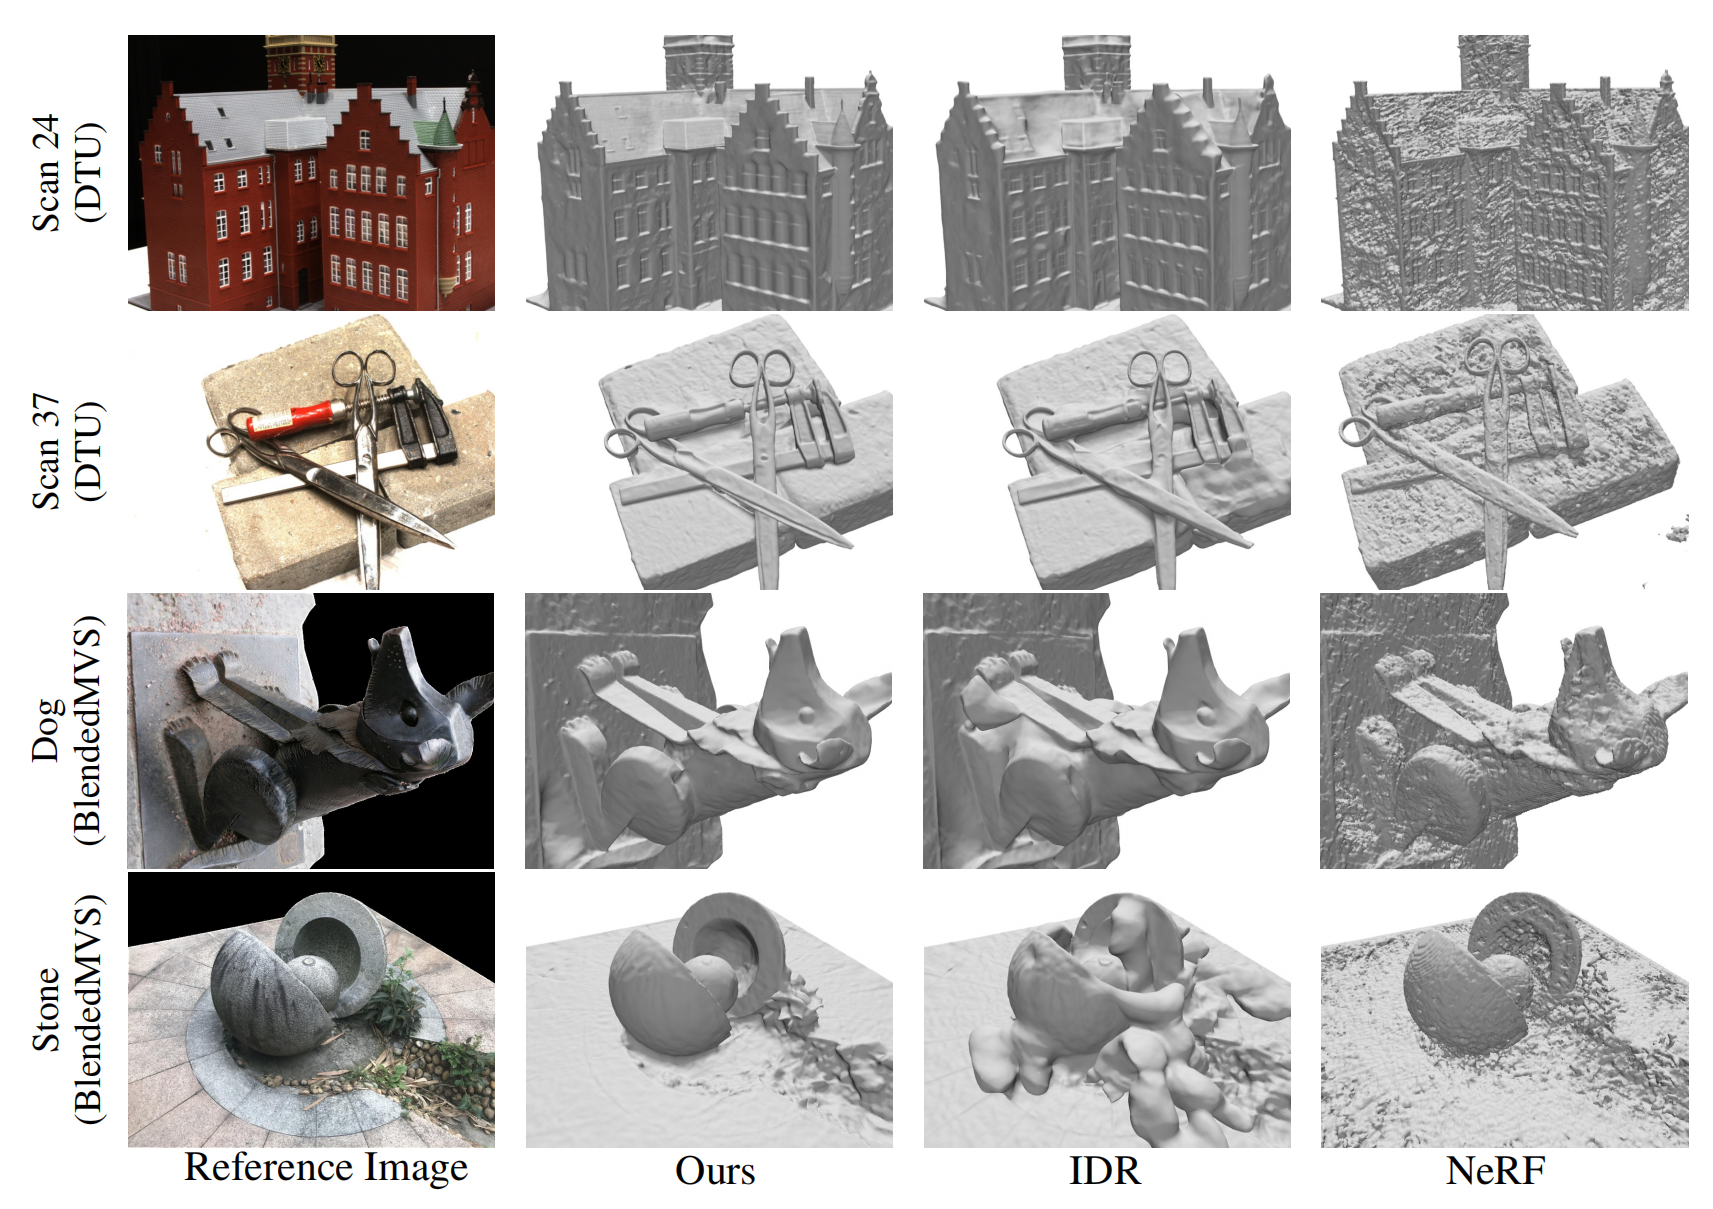 Scan 24
(DTU)
Scan 37
(DTU)
Dog
(BlendedMVS)
Stone
(BlendedMVS)
Reference Image
Ours
IDR
NeRF